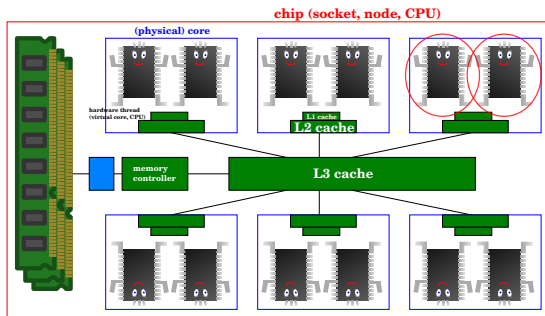 chip (socket, node, CPU)
(physical) core
hardware thread
(virtual core, CPU)
L1 cache
L2 cache
memory
controller
L3 cache